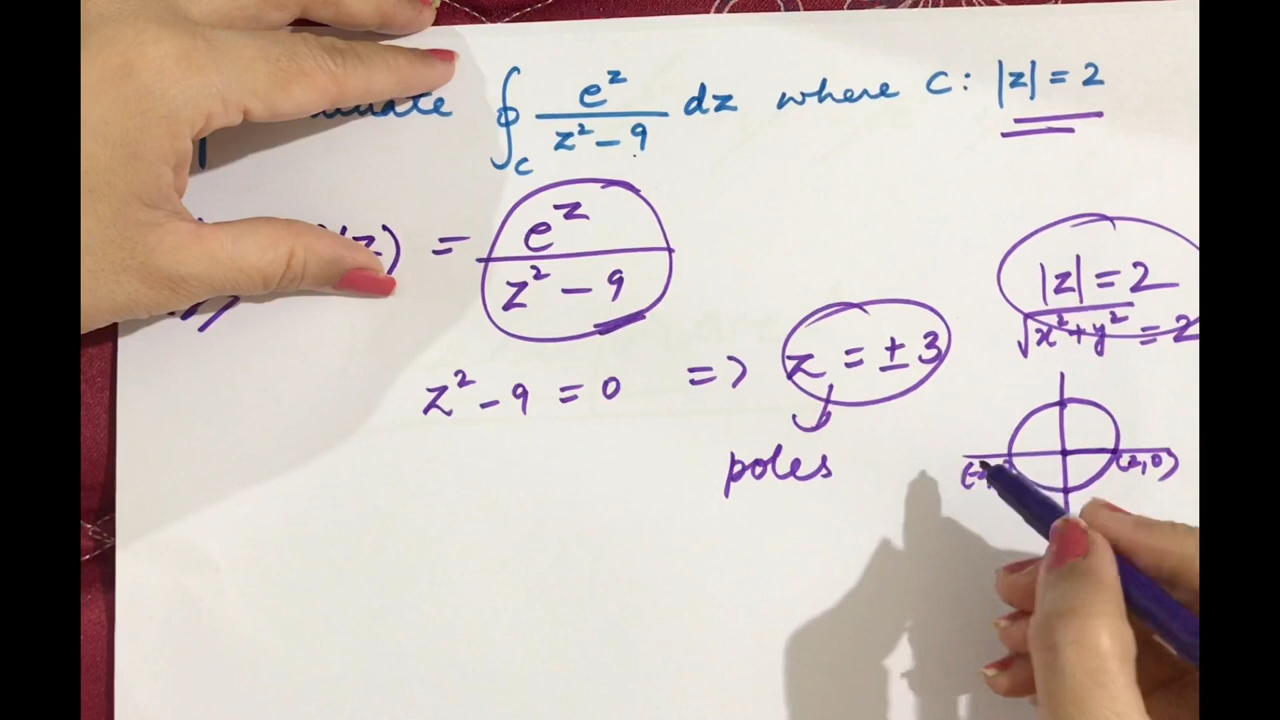 ∮_C e^z / (z² − 9) dz where C: |z| = 2
= e^z / (z² − 9)
|z| = 2
√(x² + y²) = 2
z² − 9 = 0 => z = ± 3
poles
(2,0)